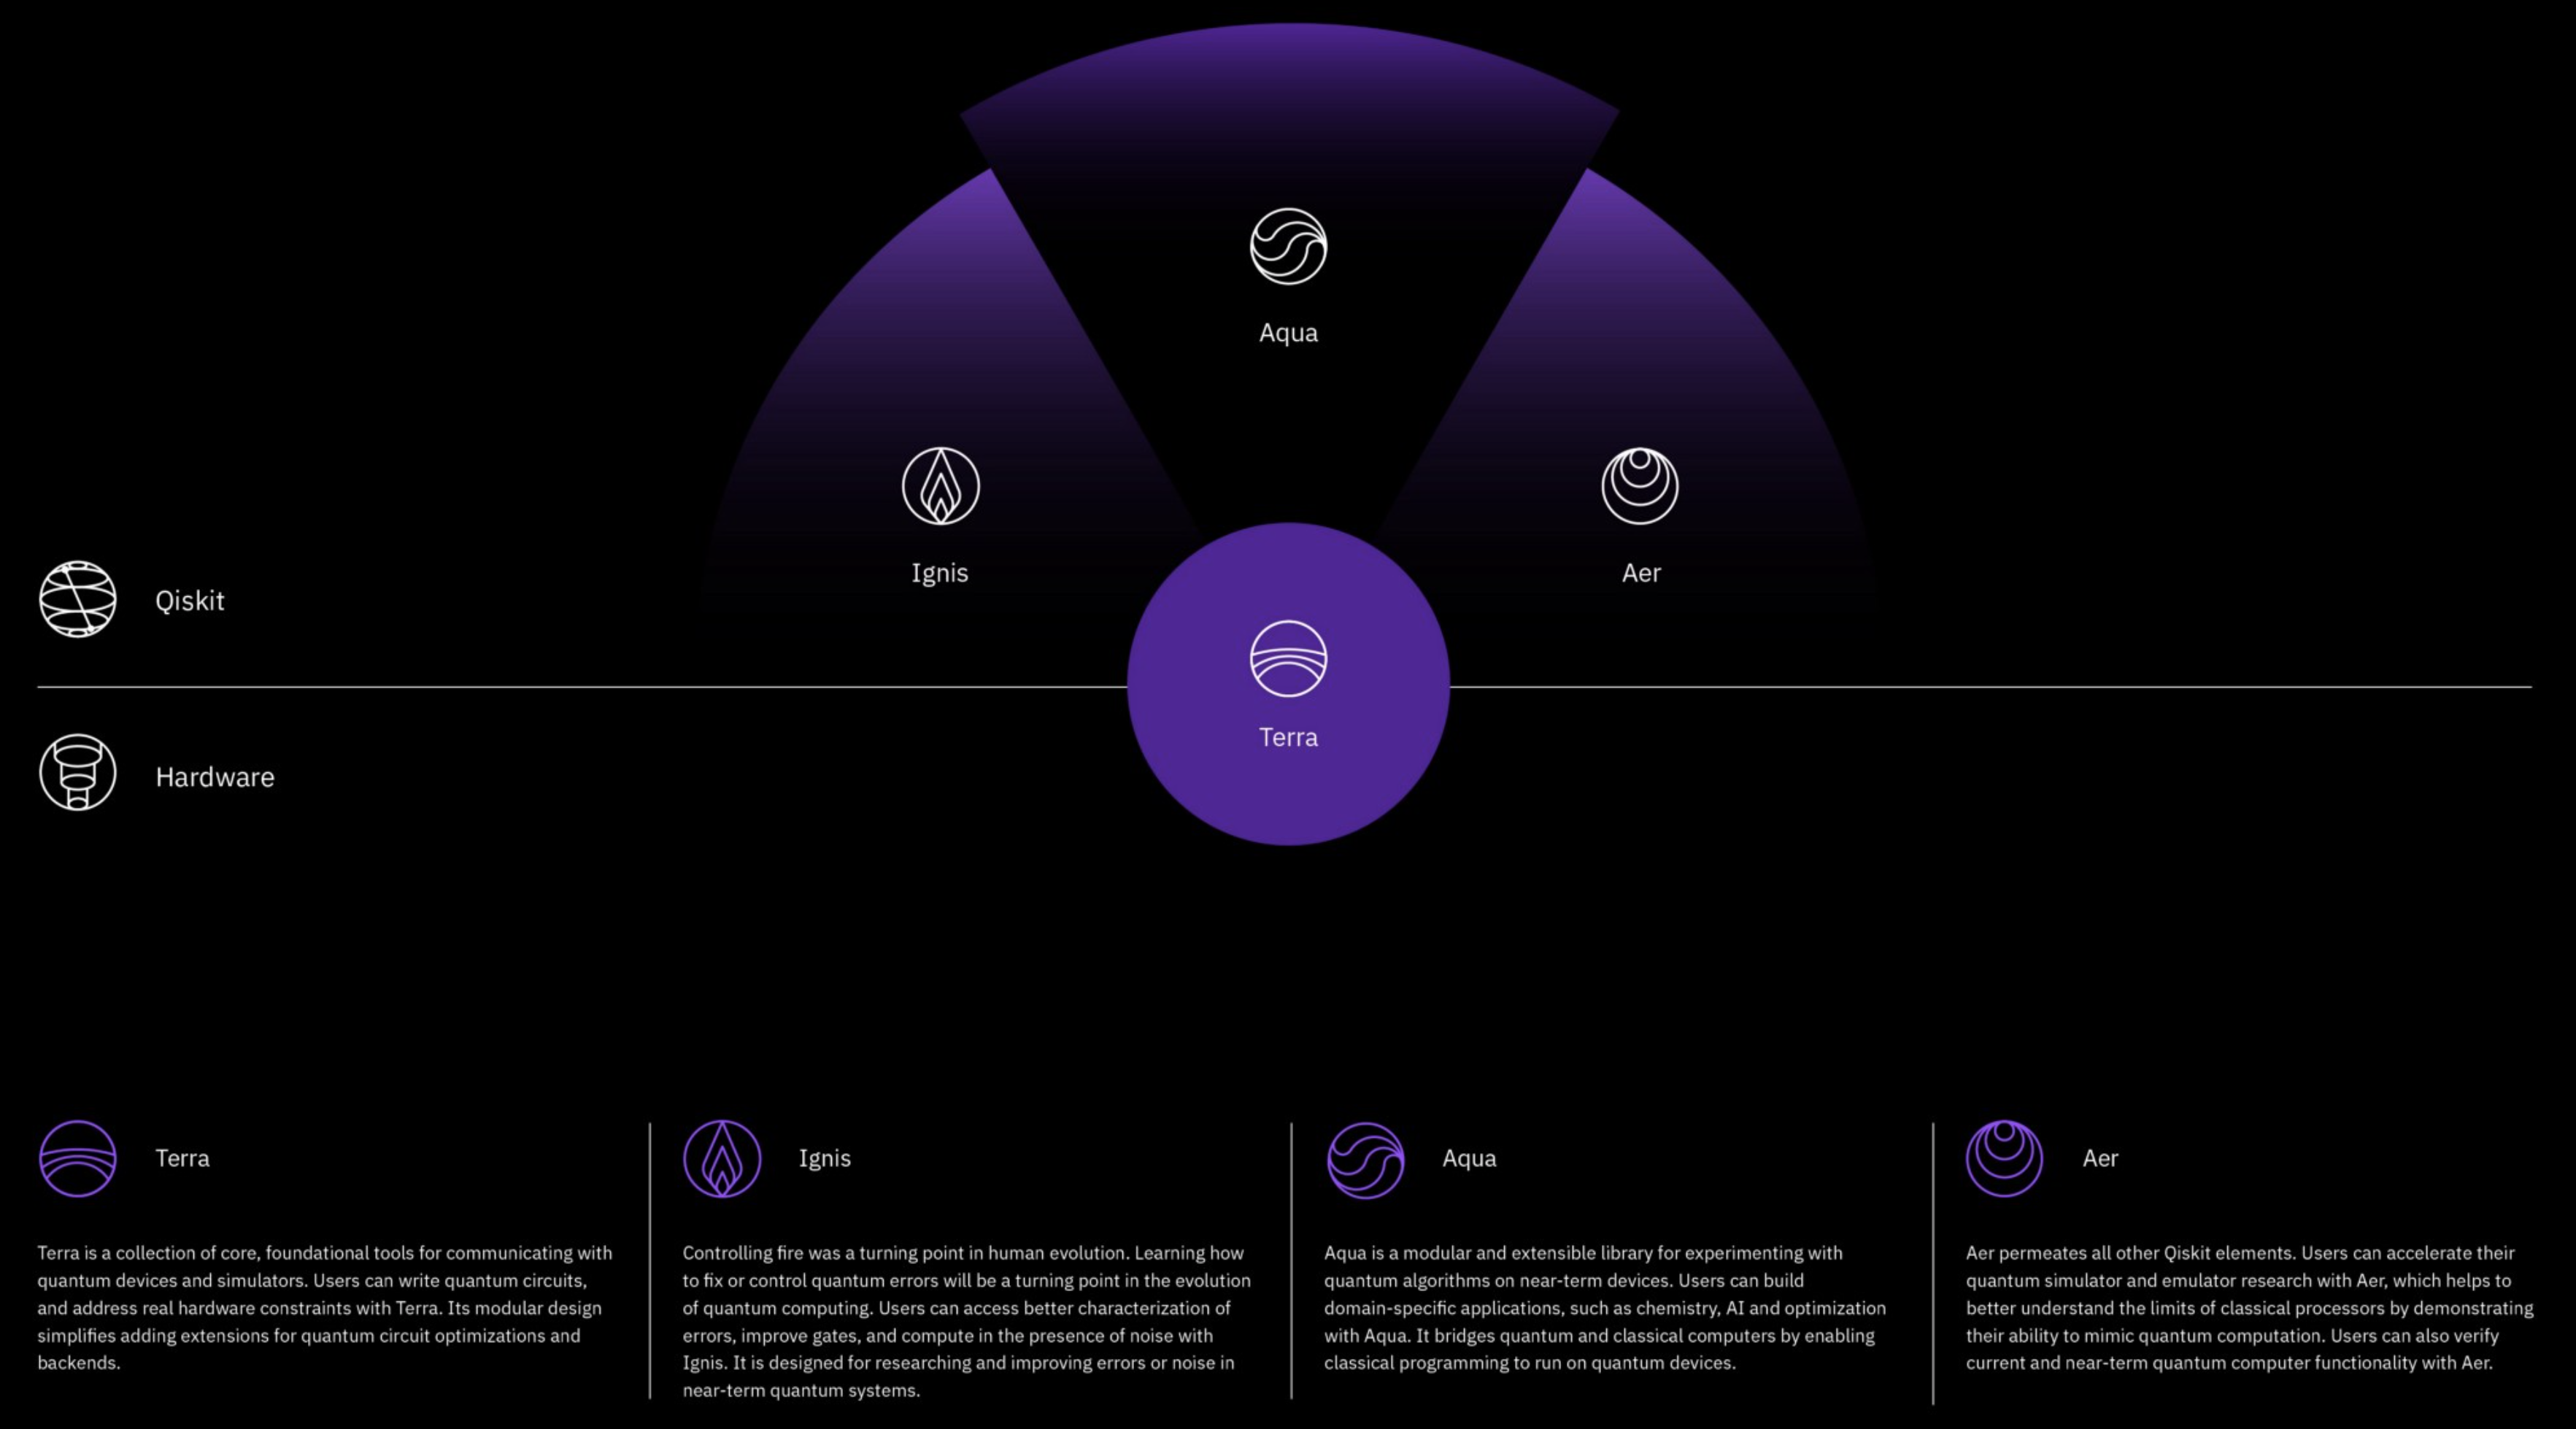 Aqua
Ignis
Aer
Qiskit
Terra
Hardware
Terra
Terra is a collection of core, foundational tools for communicating with
quantum devices and simulators. Users can write quantum circuits,
and address real hardware constraints with Terra. Its modular design
simplifies adding extensions for quantum circuit optimizations and
backends.
Ignis
Controlling fire was a turning point in human evolution. Learning how
to fix or control quantum errors will be a turning point in the evolution
of quantum computing. Users can access better characterization of
errors, improve gates, and compute in the presence of noise with
Ignis. It is designed for researching and improving errors or noise in
near-term quantum systems.
Aqua
Aqua is a modular and extensible library for experimenting with
quantum algorithms on near-term devices. Users can build
domain-specific applications, such as chemistry, AI and optimization
with Aqua. It bridges quantum and classical computers by enabling
classical programming to run on quantum devices.
Aer
Aer permeates all other Qiskit elements. Users can accelerate their
quantum simulator and emulator research with Aer, which helps to
better understand the limits of classical processors by demonstrating
their ability to mimic quantum computation. Users can also verify
current and near-term quantum computer functionality with Aer.